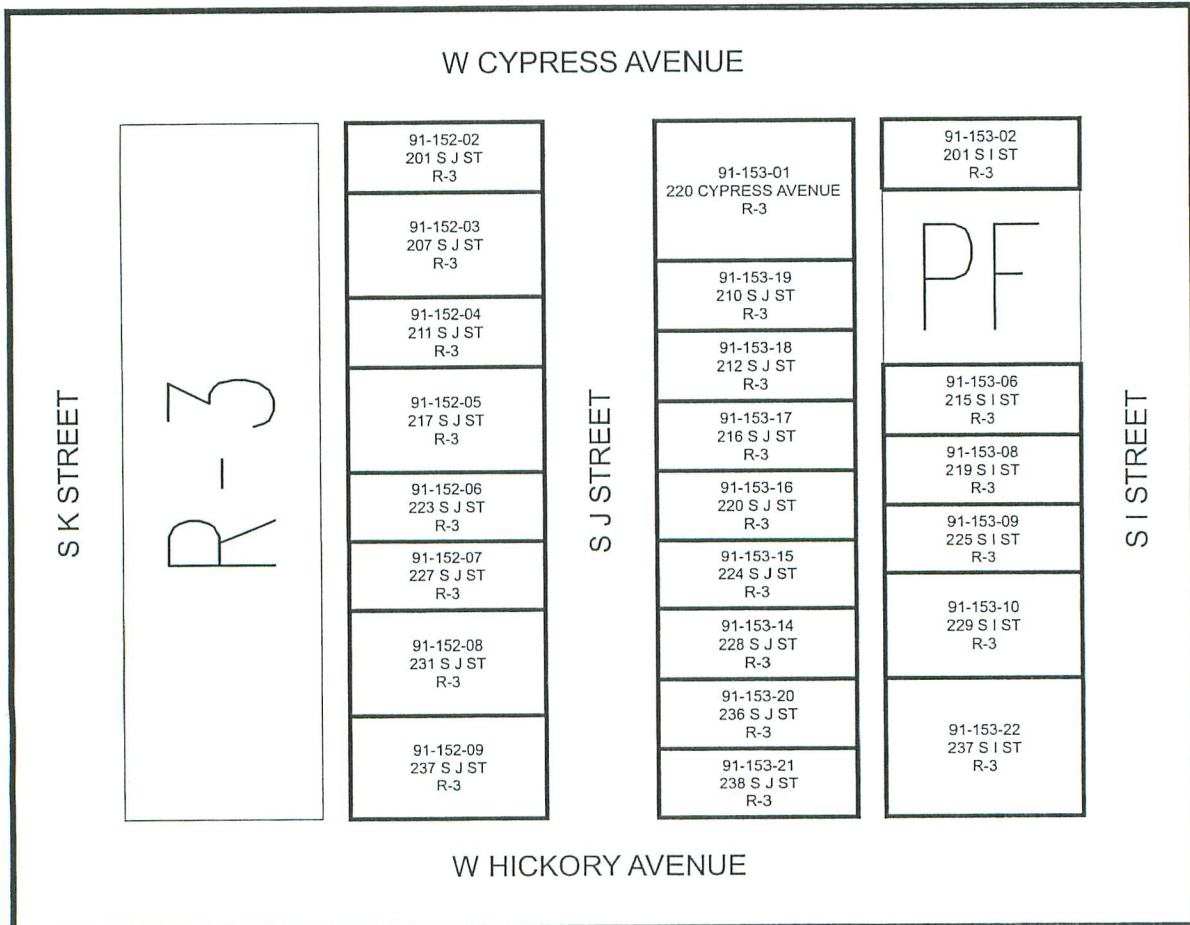 W CYPRESS AVENUE
S K STREET
R-3
91-152-02
201 S J ST
R-3
91-152-03
207 S J ST
R-3
91-152-04
211 S J ST
R-3
91-152-05
217 S J ST
R-3
91-152-06
223 S J ST
R-3
91-152-07
227 S J ST
R-3
91-152-08
231 S J ST
R-3
91-152-09
237 S J ST
R-3
S J STREET
91-153-01
220 CYPRESS AVENUE
R-3
91-153-19
210 S J ST
R-3
91-153-18
212 S J ST
R-3
91-153-17
216 S J ST
R-3
91-153-16
220 S J ST
R-3
91-153-15
224 S J ST
R-3
91-153-14
228 S J ST
R-3
91-153-20
236 S J ST
R-3
91-153-21
238 S J ST
R-3
91-153-02
201 S I ST
R-3
PF
91-153-06
215 S I ST
R-3
91-153-08
219 S I ST
R-3
91-153-09
225 S I ST
R-3
91-153-10
229 S I ST
R-3
91-153-22
237 S I ST
R-3
S I STREET
W HICKORY AVENUE